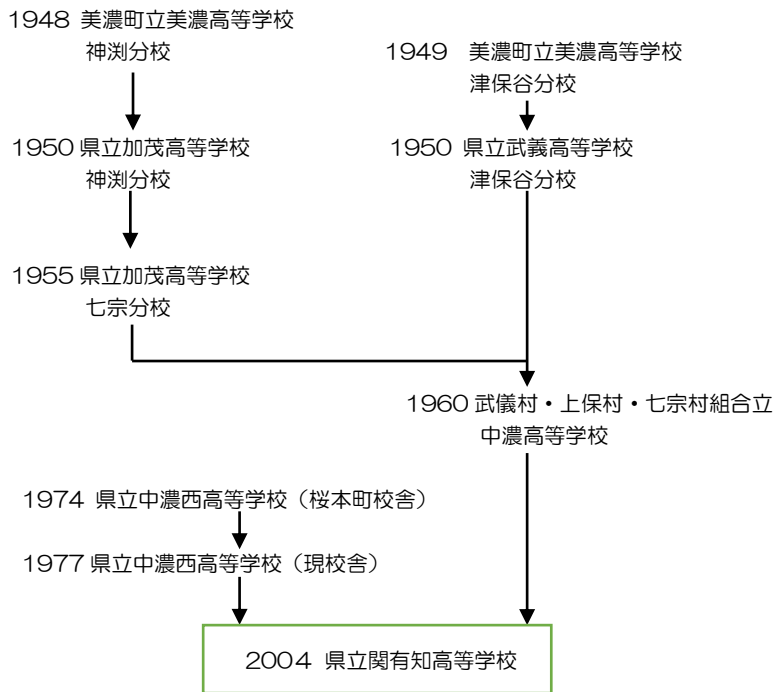 1948 美濃町立美濃高等学校
神渕分校
1949 美濃町立美濃高等学校
津保谷分校
1950 県立加茂高等学校
神渕分校
1950 県立武義高等学校
津保谷分校
1955 県立加茂高等学校
七宗分校
1960 武儀村・上保村・七宗村組合立
中濃高等学校
1974 県立中濃西高等学校（桜本町校舎）
1977 県立中濃西高等学校（現校舎）
2004 県立関有知高等学校